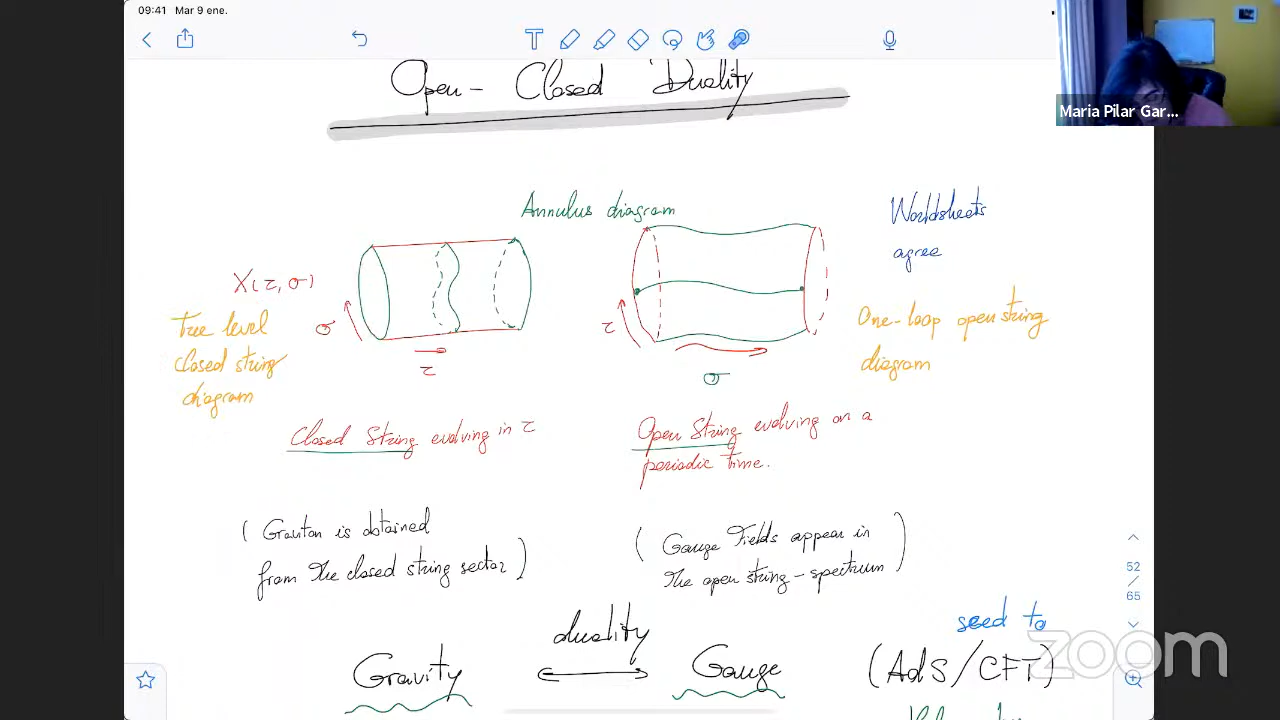 09:41 Mar 9 ene.
Open - Closed Duality
Maria Pilar Gar...
Annulus diagram
Worldsheets
agree
X(τ, σ)
Tree level
closed string
diagram
σ
τ
τ
σ
One-loop open string
diagram
Closed String evolving in τ
Open String evolving on a
periodic time.
( Graviton is obtained
from the closed string sector )
( Gauge Fields appear in
the open string - spectrum )
52
/
65
duality
seed to
Gravity ⟷ Gauge (AdS/CFT)
zoom